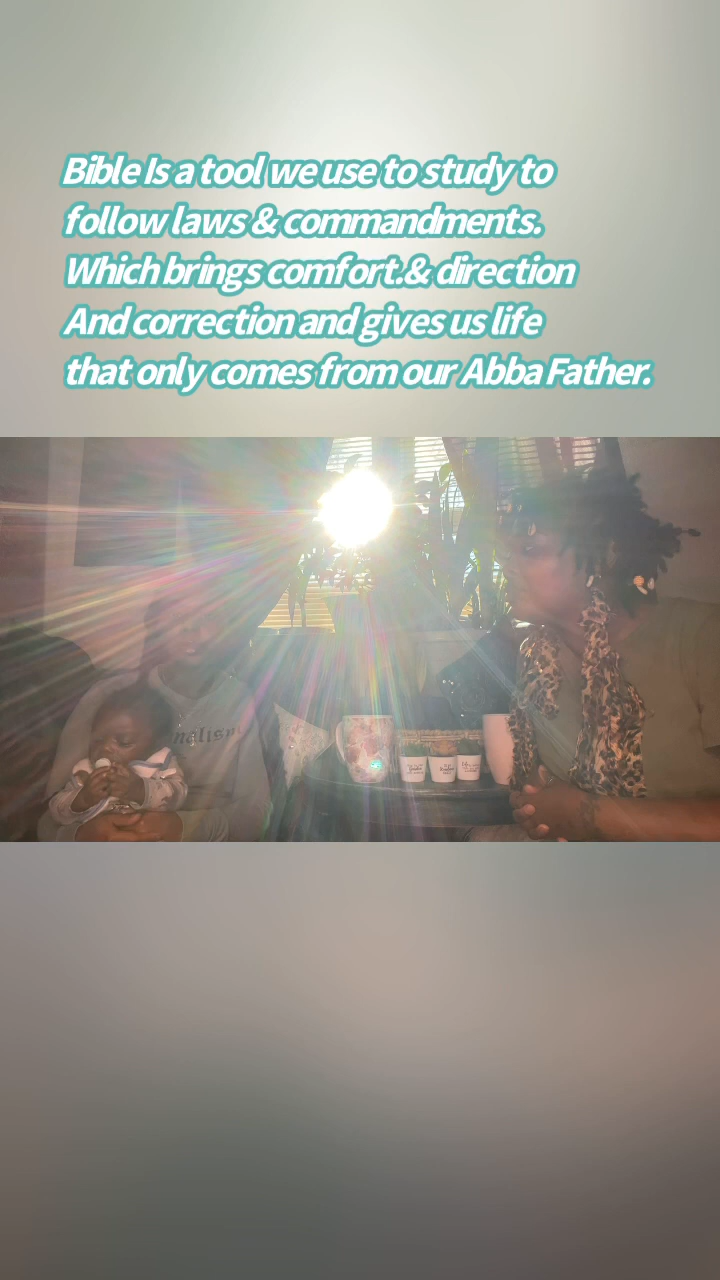 Bible Is a tool we use to study to
follow laws & commandments.
Which brings comfort.& direction
And correction and gives us life
that only comes from our Abba Father.